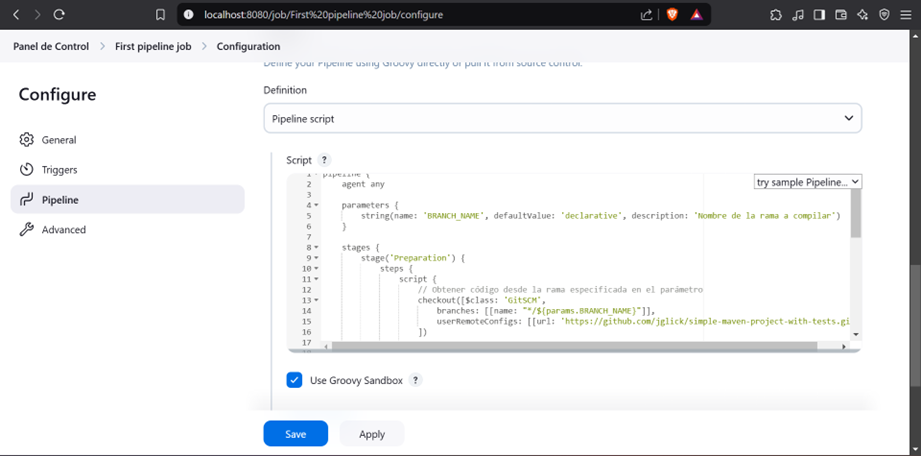 localhost:8080/job/First%20pipeline%20job/configure
Panel de Control > First pipeline job > Configuration
Define your Pipeline using Groovy directly or pull it from source control.
Configure
General
Triggers
Pipeline
Advanced
Definition
Pipeline script
Script ?
try sample Pipeline...
1 pipeline {
2 agent any
3
4 parameters {
5 string(name: 'BRANCH_NAME', defaultValue: 'declarative', description: 'Nombre de la rama a compilar')
6 }
7
8 stages {
9 stage('Preparation') {
10 steps {
11 script {
12 // Obtener código desde la rama especificada en el parámetro
13 checkout([$class: 'GitSCM',
14 branches: [[name: "*/${params.BRANCH_NAME}"]],
15 userRemoteConfigs: [[url: 'https://github.com/jglick/simple-maven-project-with-tests.gi
16 ])
17
Use Groovy Sandbox ?
Save
Apply